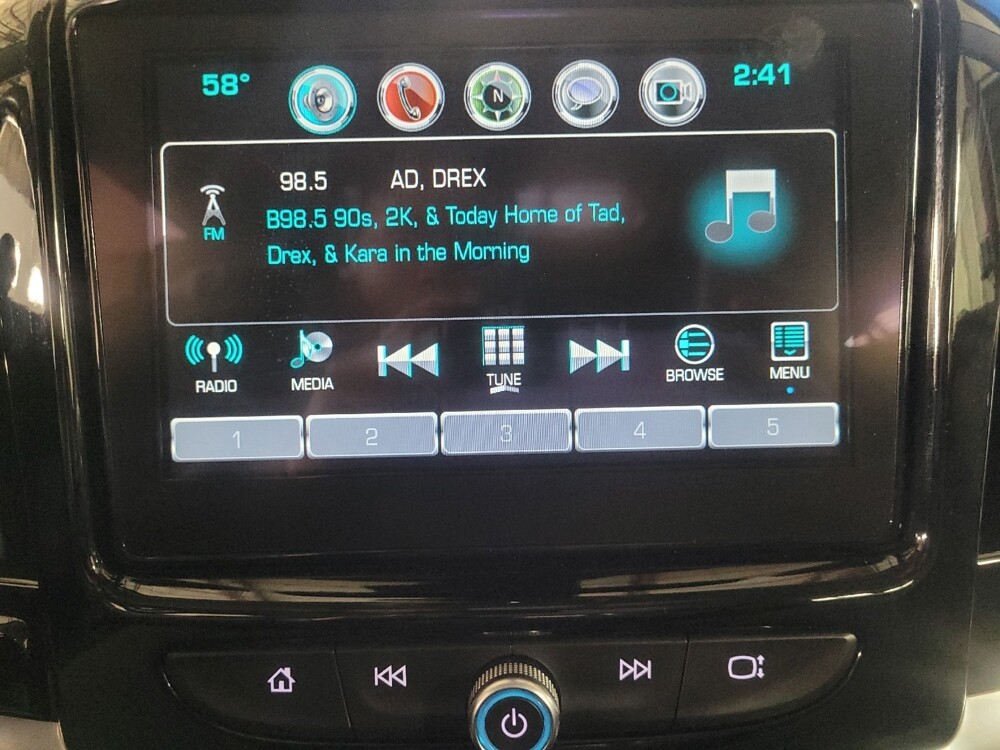 58°
N
2:41
98.5 AD, DREX
FM
B98.5 90s, 2K, & Today Home of Tad,
Drex, & Kara in the Morning
RADIO MEDIA TUNE BROWSE MENU
1 2 3 4 5